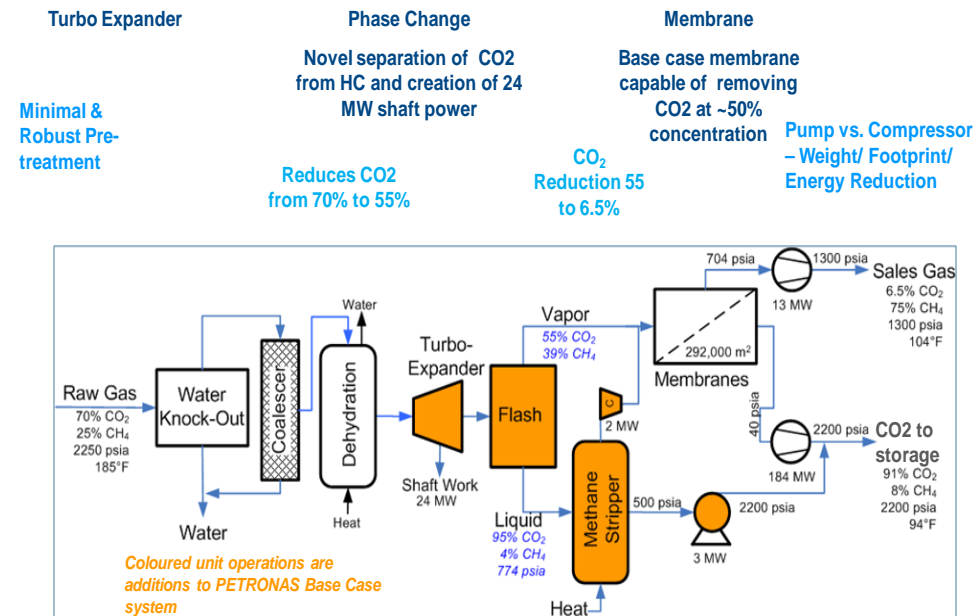 Turbo Expander
Phase Change
Membrane
Novel separation of CO2
from HC and creation of 24
MW shaft power
Base case membrane
capable of removing
CO2 at ~50%
concentration
Minimal &
Robust Pre-
treatment
Pump vs. Compressor
– Weight/ Footprint/
Energy Reduction
Reduces CO2
from 70% to 55%
CO₂
Reduction 55
to 6.5%
Raw Gas
70% CO₂
25% CH₄
2250 psia
185°F
Water
Knock-Out
Water
Coalescer
Water
Dehydration
Heat
Turbo-
Expander
Shaft Work
24 MW
Flash
Vapor
55% CO₂
39% CH₄
Liquid
95% CO₂
4% CH₄
774 psia
Methane
Stripper
Heat
C
2 MW
292,000 m²
Membranes
704 psia
13 MW
1300 psia
Sales Gas
6.5% CO₂
75% CH₄
1300 psia
104°F
40 psia
184 MW
2200 psia
500 psia
3 MW
2200 psia
CO2 to
storage
91% CO₂
8% CH₄
2200 psia
94°F
Coloured unit operations are
additions to PETRONAS Base Case
system